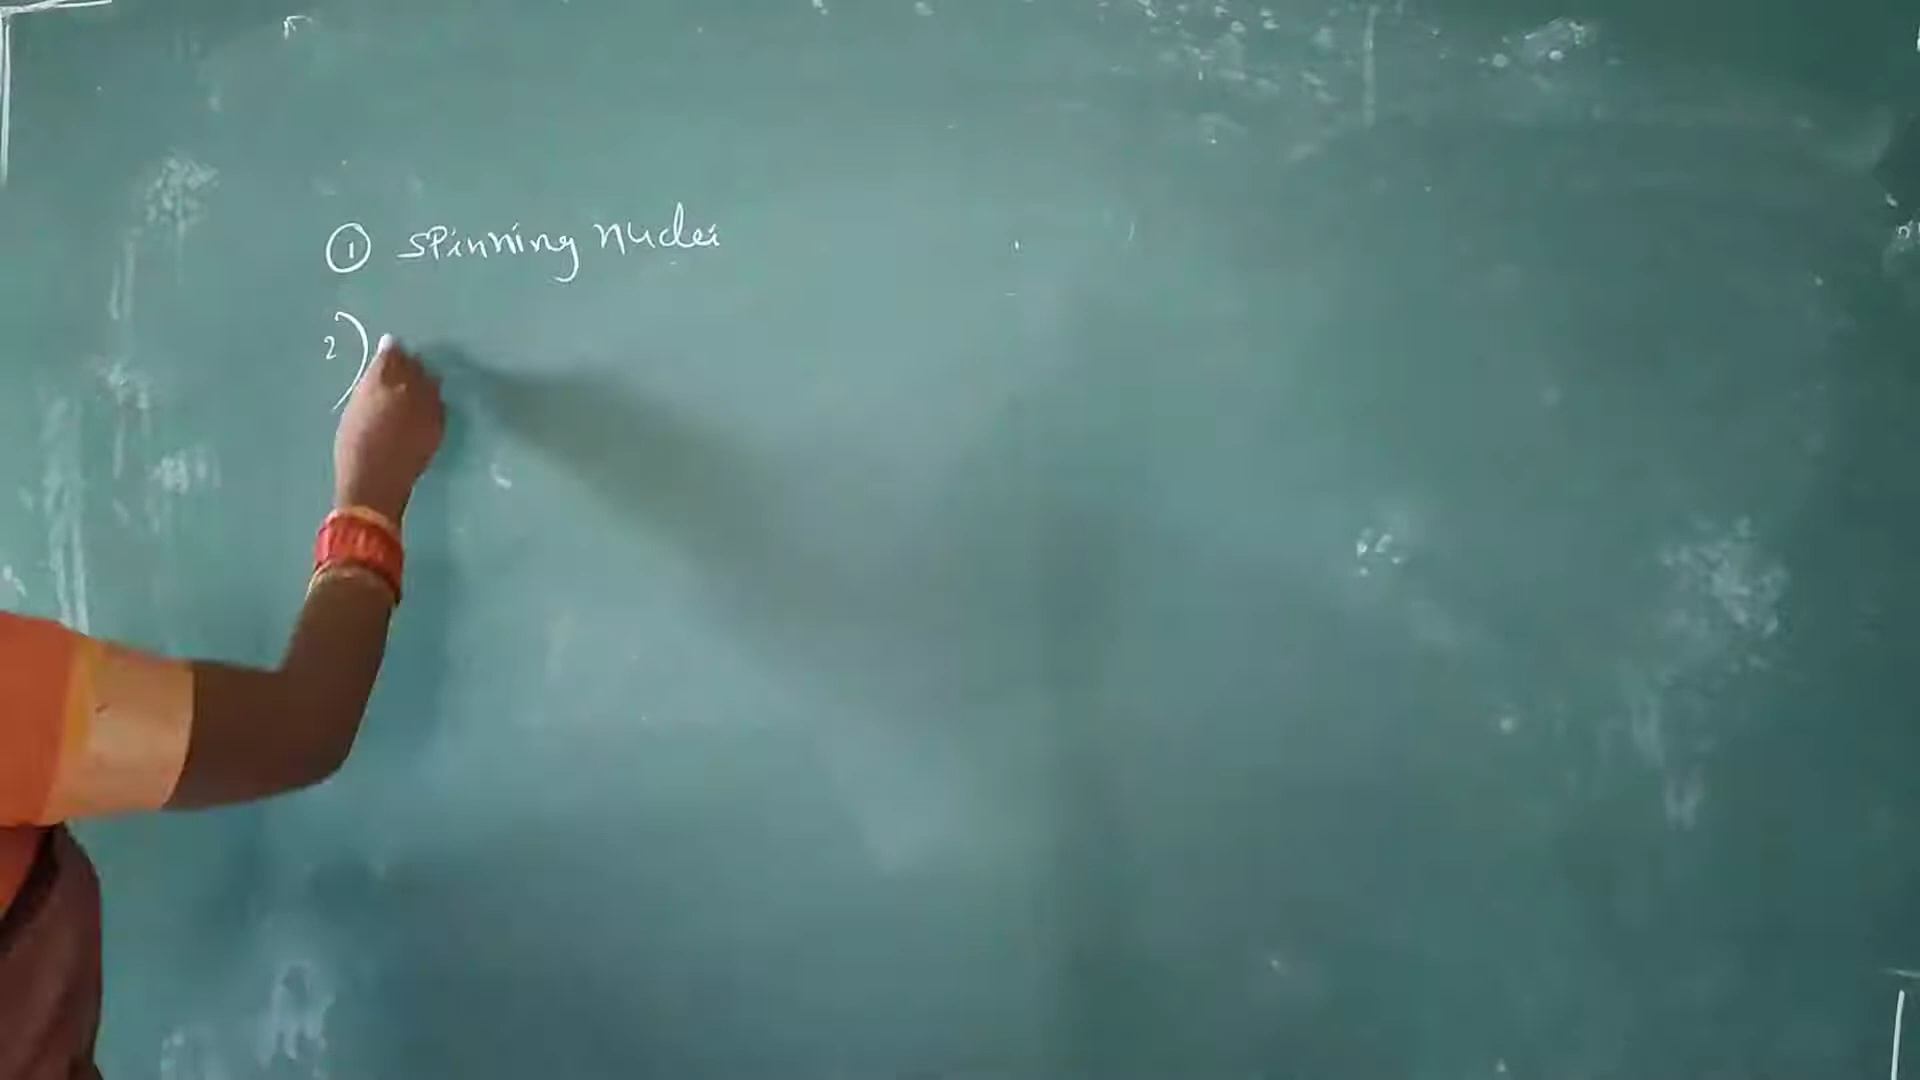 ① spinning nuclei
2)